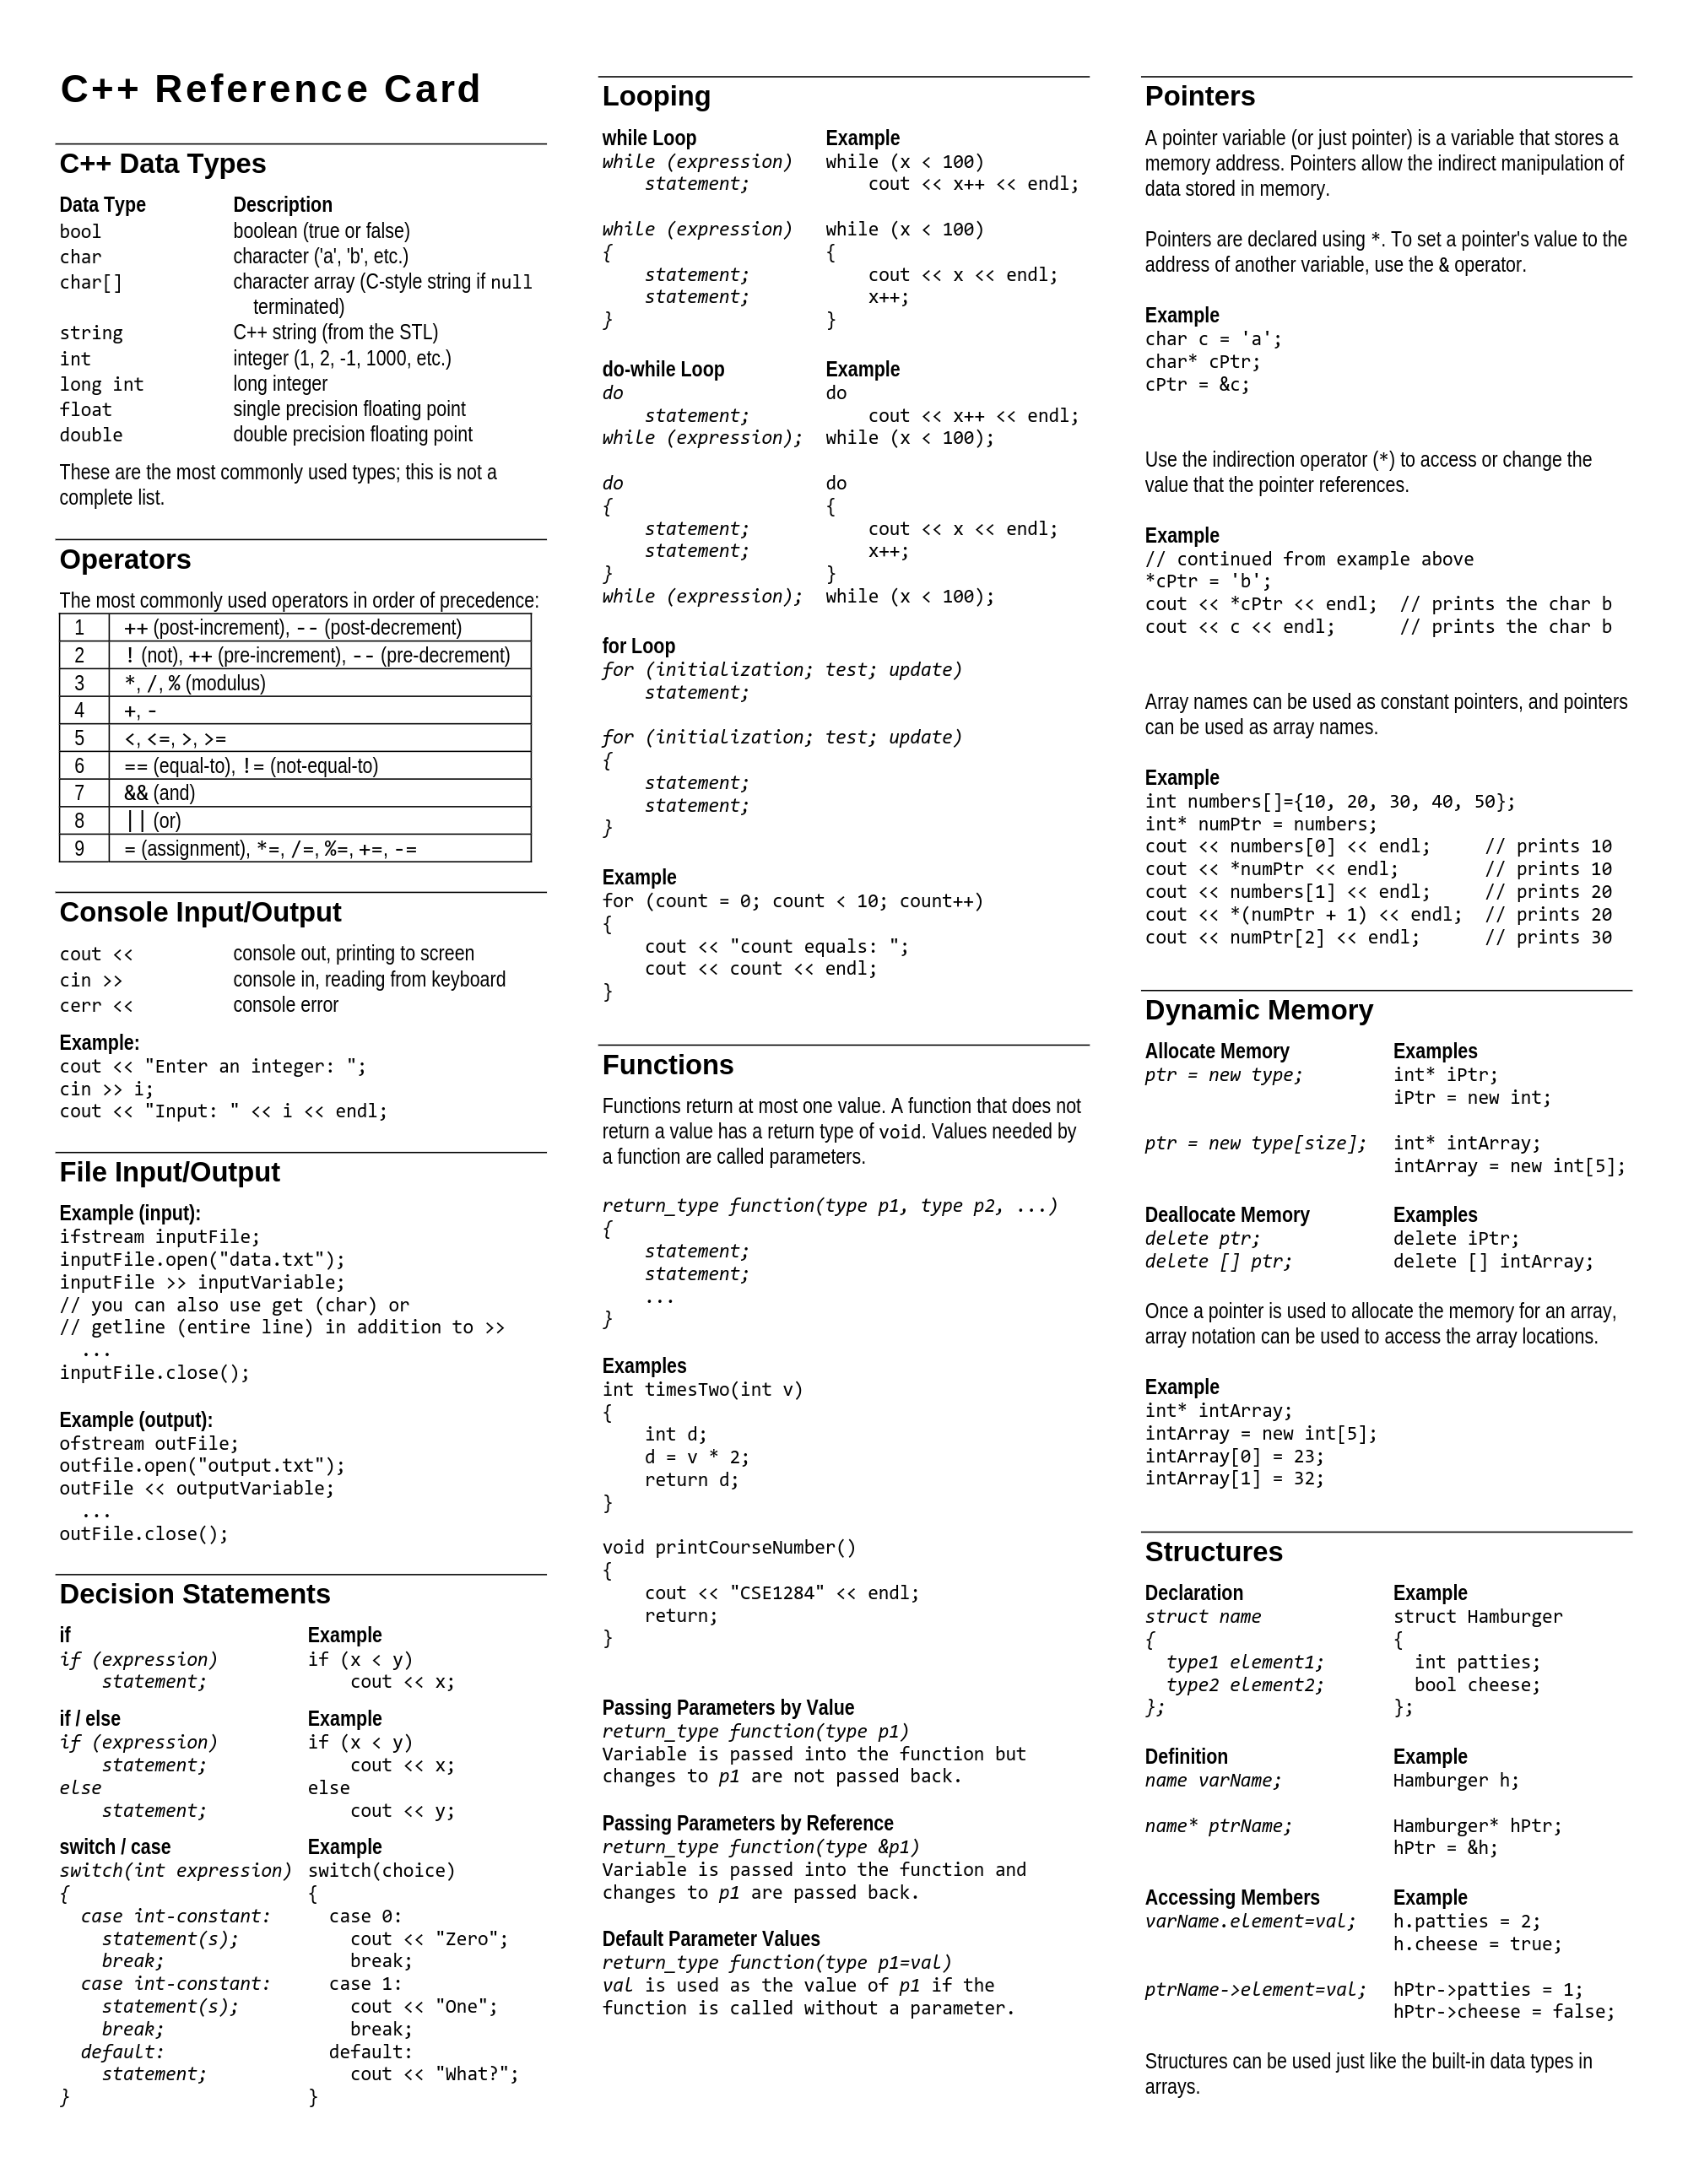 C++ Reference Card
C++ Data Types
Data Type Description
bool boolean (true or false)
char character ('a', 'b', etc.)
char[] character array (C-style string if null
terminated)
string C++ string (from the STL)
int integer (1, 2, -1, 1000, etc.)
long int long integer
float single precision floating point
double double precision floating point
These are the most commonly used types; this is not a
complete list.
Operators
The most commonly used operators in order of precedence:
1 ++ (post-increment), -- (post-decrement)
2 ! (not), ++ (pre-increment), -- (pre-decrement)
3 *, /, % (modulus)
4 +, -
5 <, <=, >, >=
6 == (equal-to), != (not-equal-to)
7 && (and)
8 || (or)
9 = (assignment), *=, /=, %=, +=, -=
Console Input/Output
cout << console out, printing to screen
cin >> console in, reading from keyboard
cerr << console error
Example:
cout << "Enter an integer: ";
cin >> i;
cout << "Input: " << i << endl;
File Input/Output
Example (input):
ifstream inputFile;
inputFile.open("data.txt");
inputFile >> inputVariable;
// you can also use get (char) or
// getline (entire line) in addition to >>
...
inputFile.close();
Example (output):
ofstream outFile;
outfile.open("output.txt");
outFile << outputVariable;
...
outFile.close();
Decision Statements
if Example
if (expression) if (x < y)
statement; cout << x;
if / else Example
if (expression) if (x < y)
statement; cout << x;
else else
statement; cout << y;
switch / case Example
switch(int expression) switch(choice)
{ {
case int-constant: case 0:
statement(s); cout << "Zero";
break; break;
case int-constant: case 1:
statement(s); cout << "One";
break; break;
default: default:
statement; cout << "What?";
} }
Looping
while Loop Example
while (expression) while (x < 100)
statement; cout << x++ << endl;
while (expression) while (x < 100)
{ {
statement; cout << x << endl;
statement; x++;
} }
do-while Loop Example
do do
statement; cout << x++ << endl;
while (expression); while (x < 100);
do do
{ {
statement; cout << x << endl;
statement; x++;
} }
while (expression); while (x < 100);
for Loop
for (initialization; test; update)
statement;
for (initialization; test; update)
{
statement;
statement;
}
Example
for (count = 0; count < 10; count++)
{
cout << "count equals: ";
cout << count << endl;
}
Functions
Functions return at most one value. A function that does not
return a value has a return type of void. Values needed by
a function are called parameters.
return_type function(type p1, type p2, ...)
{
statement;
statement;
...
}
Examples
int timesTwo(int v)
{
int d;
d = v * 2;
return d;
}
void printCourseNumber()
{
cout << "CSE1284" << endl;
return;
}
Passing Parameters by Value
return_type function(type p1)
Variable is passed into the function but
changes to p1 are not passed back.
Passing Parameters by Reference
return_type function(type &p1)
Variable is passed into the function and
changes to p1 are passed back.
Default Parameter Values
return_type function(type p1=val)
val is used as the value of p1 if the
function is called without a parameter.
Pointers
A pointer variable (or just pointer) is a variable that stores a
memory address. Pointers allow the indirect manipulation of
data stored in memory.
Pointers are declared using *. To set a pointer's value to the
address of another variable, use the & operator.
Example
char c = 'a';
char* cPtr;
cPtr = &c;
Use the indirection operator (*) to access or change the
value that the pointer references.
Example
// continued from example above
*cPtr = 'b';
cout << *cPtr << endl; // prints the char b
cout << c << endl; // prints the char b
Array names can be used as constant pointers, and pointers
can be used as array names.
Example
int numbers[]={10, 20, 30, 40, 50};
int* numPtr = numbers;
cout << numbers[0] << endl; // prints 10
cout << *numPtr << endl; // prints 10
cout << numbers[1] << endl; // prints 20
cout << *(numPtr + 1) << endl; // prints 20
cout << numPtr[2] << endl; // prints 30
Dynamic Memory
Allocate Memory Examples
ptr = new type; int* iPtr;
iPtr = new int;
ptr = new type[size]; int* intArray;
intArray = new int[5];
Deallocate Memory Examples
delete ptr; delete iPtr;
delete [] ptr; delete [] intArray;
Once a pointer is used to allocate the memory for an array,
array notation can be used to access the array locations.
Example
int* intArray;
intArray = new int[5];
intArray[0] = 23;
intArray[1] = 32;
Structures
Declaration Example
struct name struct Hamburger
{ {
type1 element1; int patties;
type2 element2; bool cheese;
}; };
Definition Example
name varName; Hamburger h;
name* ptrName; Hamburger* hPtr;
hPtr = &h;
Accessing Members Example
varName.element=val; h.patties = 2;
h.cheese = true;
ptrName->element=val; hPtr->patties = 1;
hPtr->cheese = false;
Structures can be used just like the built-in data types in
arrays.